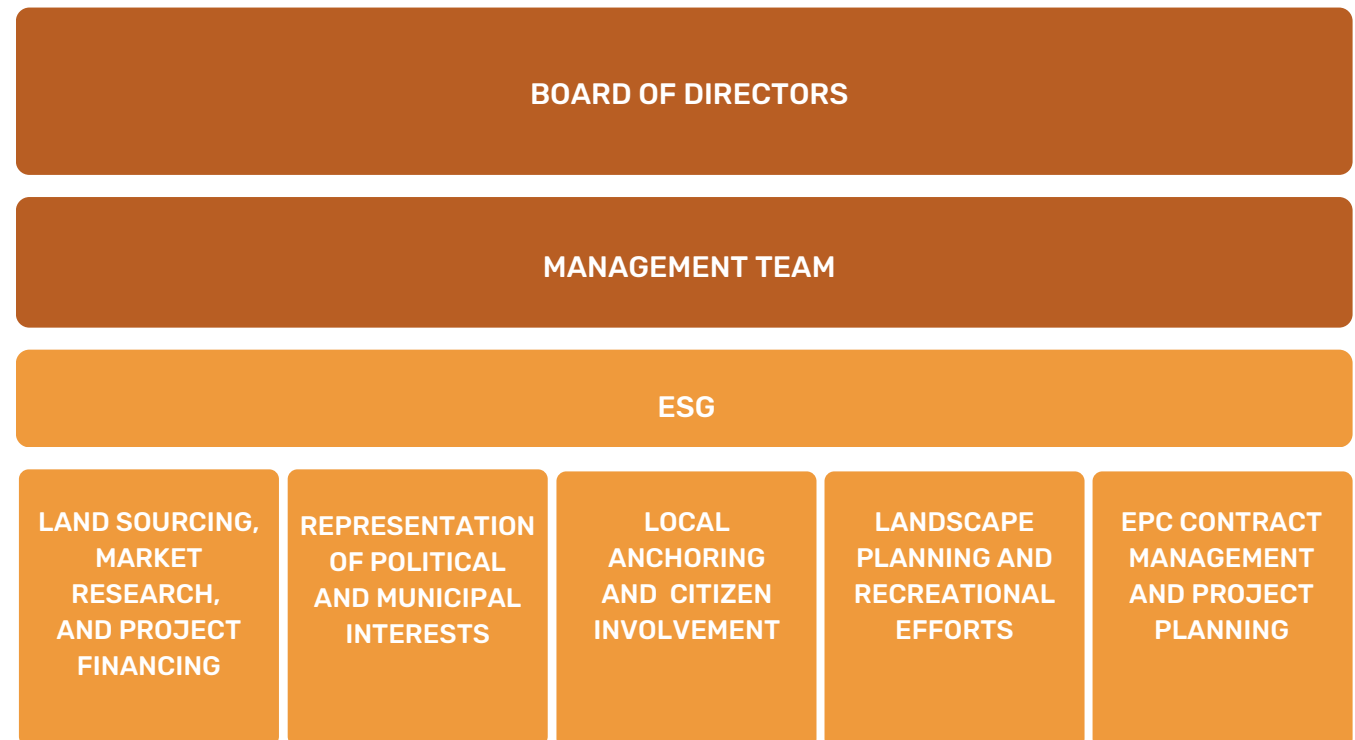 BOARD OF DIRECTORS
MANAGEMENT TEAM
ESG
LAND SOURCING,
MARKET
RESEARCH,
AND PROJECT
FINANCING
REPRESENTATION
OF POLITICAL
AND MUNICIPAL
INTERESTS
LOCAL
ANCHORING
AND CITIZEN
INVOLVEMENT
LANDSCAPE
PLANNING AND
RECREATIONAL
EFFORTS
EPC CONTRACT
MANAGEMENT
AND PROJECT
PLANNING